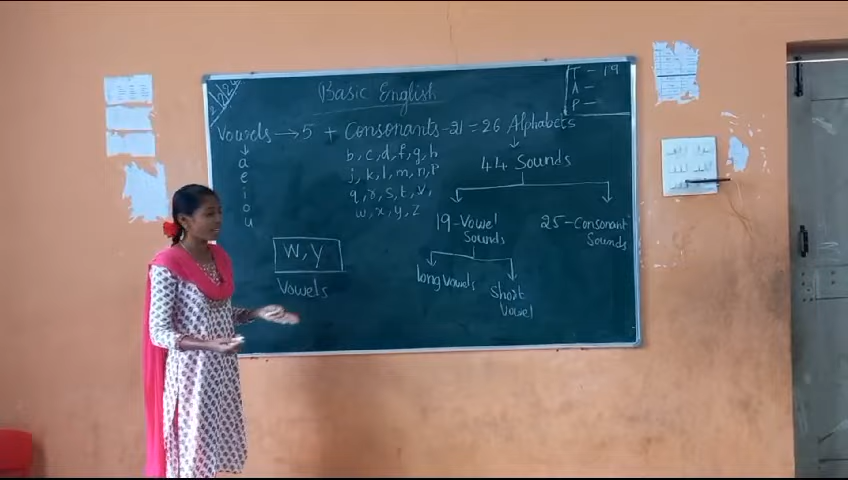 Basic English
T - 19
A -
P -
Vowels → 5 + Consonants - 21 = 26 Alphabets
a
e
i
o
u
b, c, d, f, g, h
j, k, l, m, n, p
q, r, s, t, v,
w, x, y, z
W, Y
Vowels
44 Sounds
19 - Vowel
Sounds
25 - Consonant
Sounds
long vowels
Short
Vowel